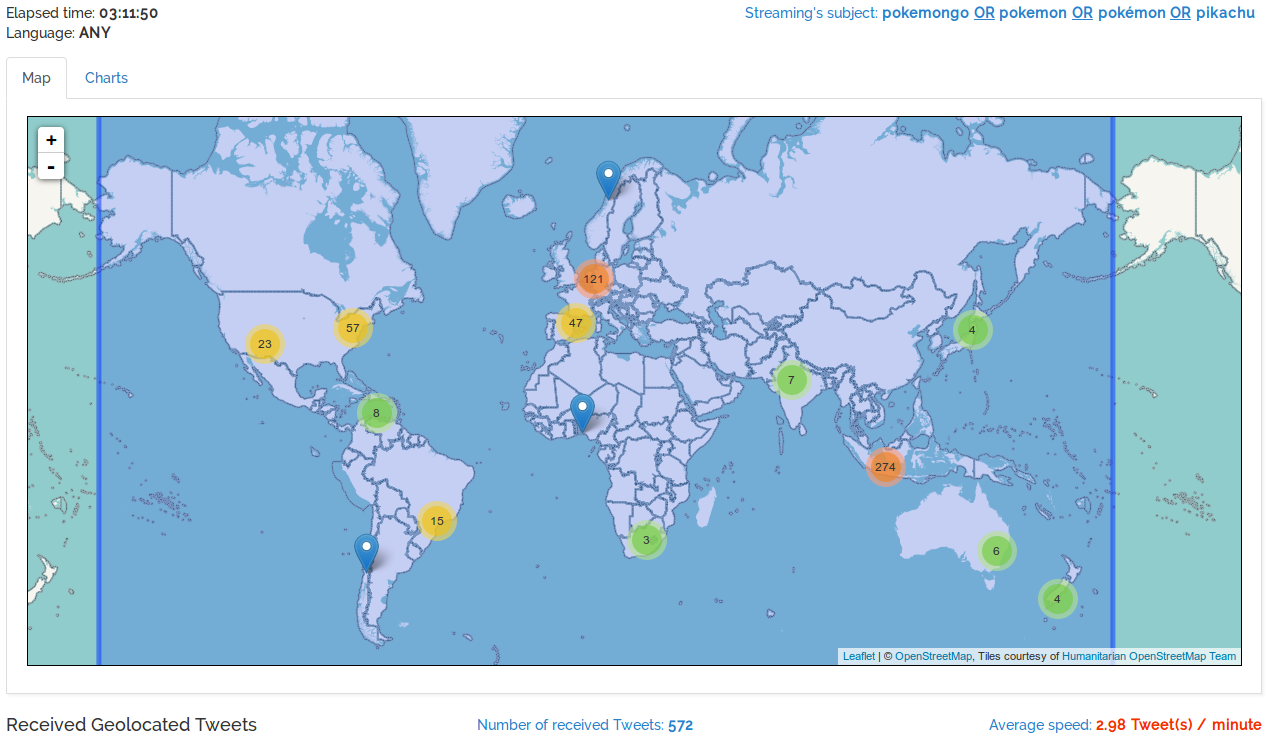 Elapsed time: 03:11:50
Streaming's subject: pokemongo OR pokemon OR pokémon OR pikachu
Language: ANY
Map
Charts
+
-
121
47
57
23
4
7
8
274
15
3
6
4
Leaflet | © OpenStreetMap, Tiles courtesy of Humanitarian OpenStreetMap Team
Received Geolocated Tweets
Number of received Tweets: 572
Average speed: 2.98 Tweet(s) / minute